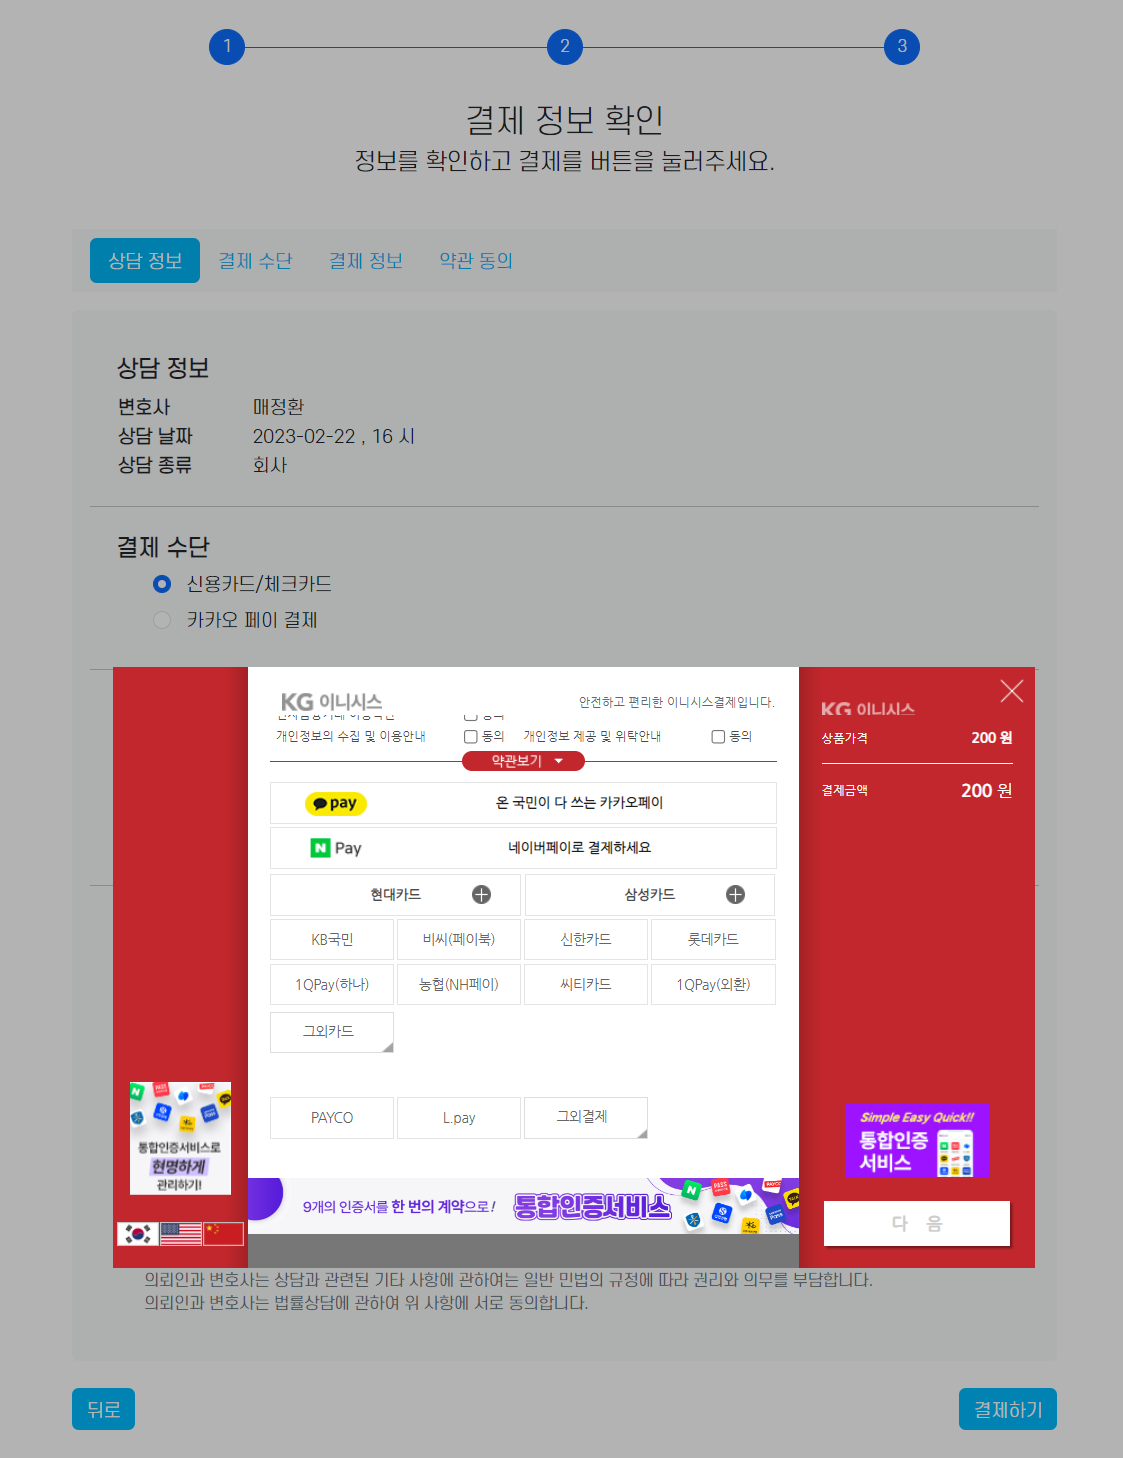 1
2
3
결제 정보 확인
정보를 확인하고 결제를 버튼을 눌러주세요.
상담 정보
결제 수단
결제 정보
약관 동의
상담 정보
변호사 매정환
상담 날짜 2023-02-22 , 16 시
상담 종류 회사
결제 수단
신용카드/체크카드
카카오 페이 결제
KG 이니시스
안전하고 편리한 이니시스결제입니다.
개인정보의 수집 및 이용안내 동의 개인정보 제공 및 위탁안내 동의
약관보기
pay 온 국민이 다 쓰는 카카오페이
N Pay 네이버페이로 결제하세요
현대카드 삼성카드
KB국민 비씨(페이북) 신한카드 롯데카드
1QPay(하나) 농협(NH페이) 씨티카드 1QPay(외환)
그외카드
PAYCO L.pay 그외결제
9개의 인증서를 한 번의 계약으로! 통합인증서비스
통합인증서비스로
현명하게
관리하기!
KG 이니시스
상품가격 200 원
결제금액 200 원
Simple Easy Quick!!
통합인증
서비스
다 음
의뢰인과 변호사는 상담과 관련된 기타 사항에 관하여는 일반 민법의 규정에 따라 권리와 의무를 부담합니다.
의뢰인과 변호사는 법률상담에 관하여 위 사항에 서로 동의합니다.
뒤로
결제하기